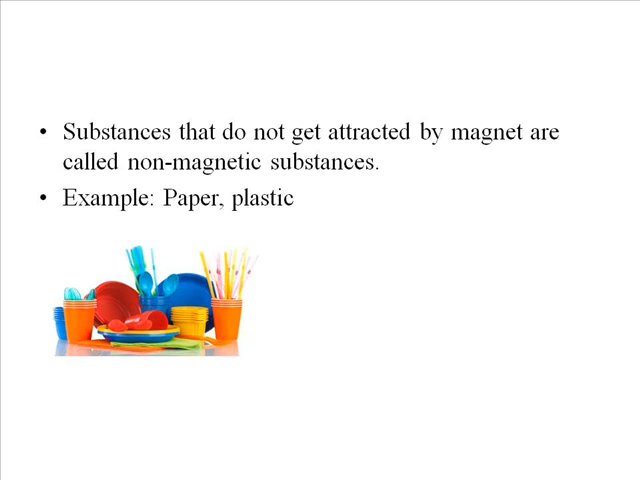 • Substances that do not get attracted by magnet are
called non-magnetic substances.
• Example: Paper, plastic